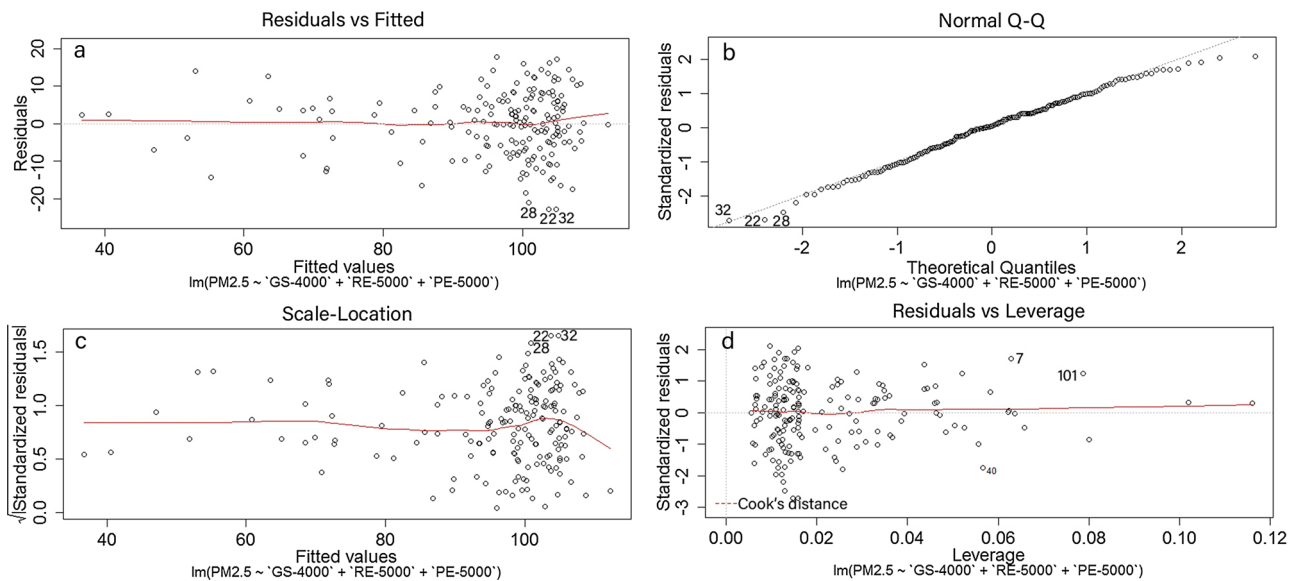 Residuals vs Fitted
a
Residuals
20
10
0
-10
-20
28
22
32
40
60
80
100
Fitted values
lm(PM2.5 ~ `GS-4000` + `RE-5000` + `PE-5000`)
Normal Q-Q
b
Standardized residuals
2
1
0
-1
-2
32
22
28
-2
-1
0
1
2
Theoretical Quantiles
lm(PM2.5 ~ `GS-4000` + `RE-5000` + `PE-5000`)
Scale-Location
c
√|Standardized residuals|
1.5
1.0
0.5
0.0
22
32
28
40
60
80
100
Fitted values
lm(PM2.5 ~ `GS-4000` + `RE-5000` + `PE-5000`)
Residuals vs Leverage
d
Standardized residuals
2
1
0
-1
-2
-3
7
101
40
Cook's distance
0.00
0.02
0.04
0.06
0.08
0.10
0.12
Leverage
lm(PM2.5 ~ `GS-4000` + `RE-5000` + `PE-5000`)